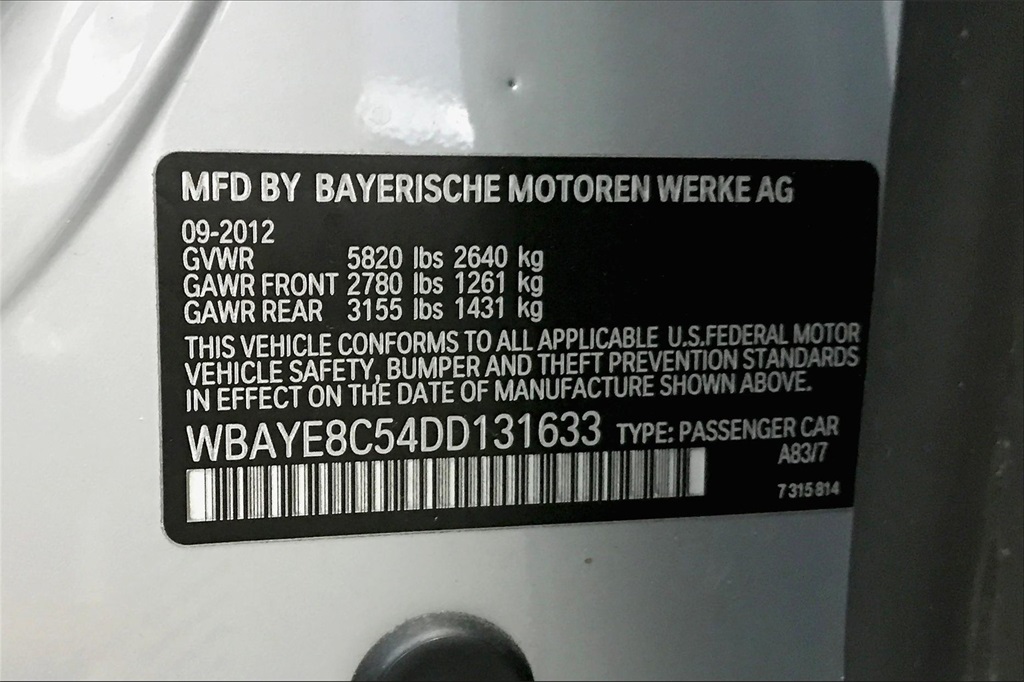 MFD BY BAYERISCHE MOTOREN WERKE AG
09-2012
GVWR 5820 lbs 2640 kg
GAWR FRONT 2780 lbs 1261 kg
GAWR REAR 3155 lbs 1431 kg
THIS VEHICLE CONFORMS TO ALL APPLICABLE U.S.FEDERAL MOTOR
VEHICLE SAFETY, BUMPER AND THEFT PREVENTION STANDARDS
IN EFFECT ON THE DATE OF MANUFACTURE SHOWN ABOVE.
WBAYE8C54DD131633 TYPE: PASSENGER CAR
A83/7
7 315 814